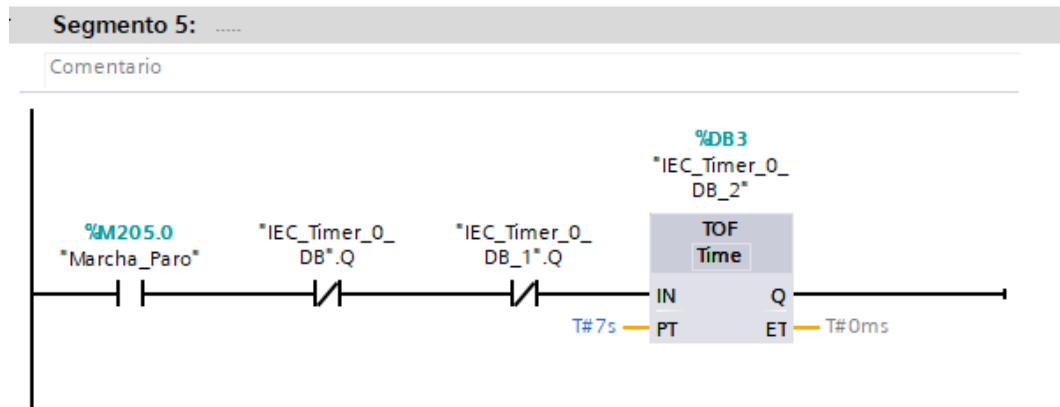 Segmento 5: .....
Comentario
%DB3
"IEC_Timer_0_
DB_2"
%M205.0
"Marcha_Paro"
"IEC_Timer_0_
DB".Q
"IEC_Timer_0_
DB_1".Q
TOF
Time
IN Q
T#7s PT ET T#0ms